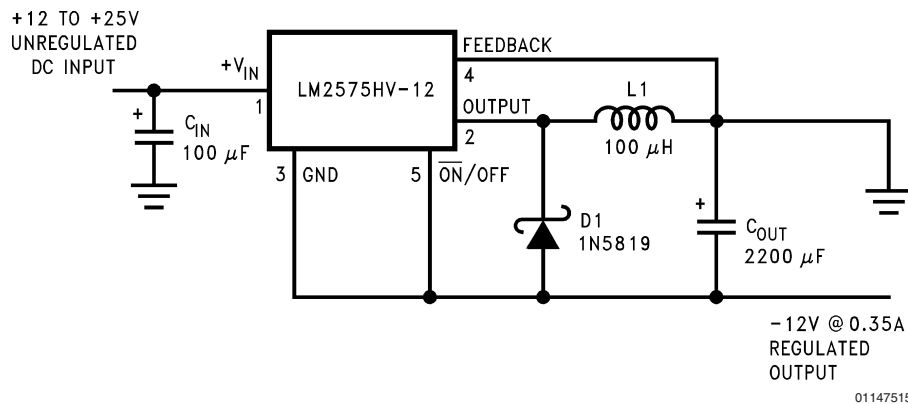 +12 TO +25V
UNREGULATED
DC INPUT
+VIN
1
LM2575HV-12
FEEDBACK
4
OUTPUT
2
L1
100 μH
+
CIN
100 μF
3 GND
5 ON/OFF
D1
1N5819
+
COUT
2200 μF
-12V @ 0.35A
REGULATED
OUTPUT
01147515